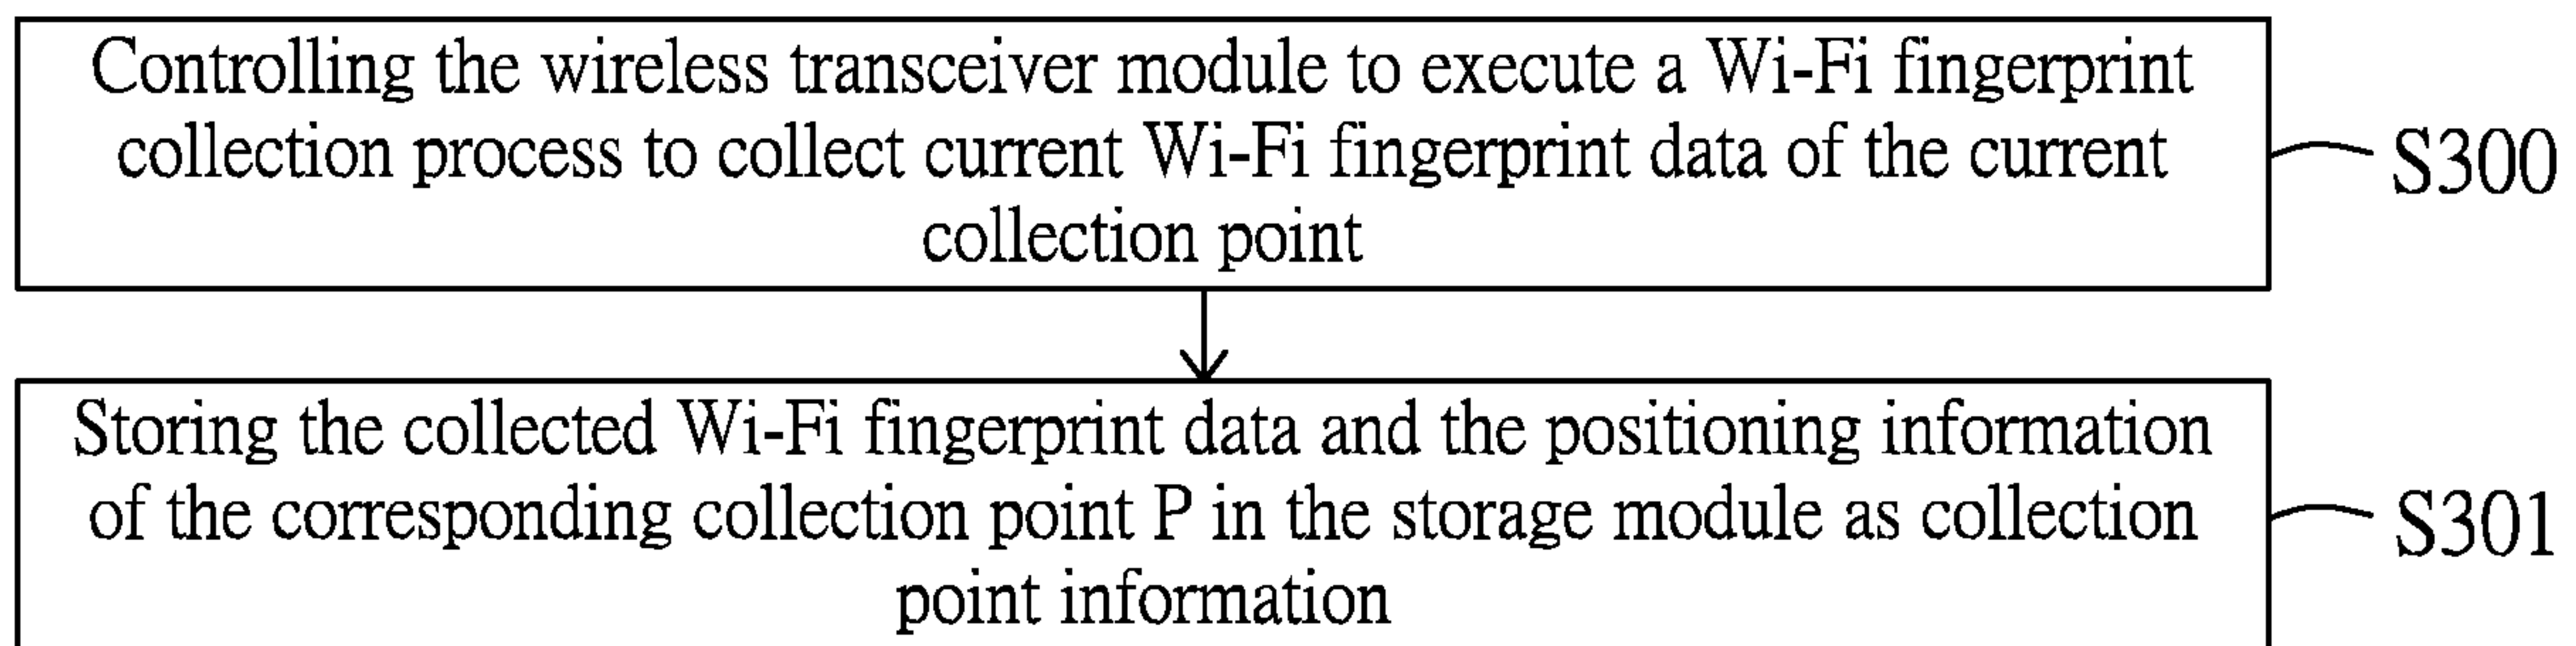 Controlling the wireless transceiver module to execute a Wi-Fi fingerprint
collection process to collect current Wi-Fi fingerprint data of the current
collection point
S300
Storing the collected Wi-Fi fingerprint data and the positioning information
of the corresponding collection point P in the storage module as collection
point information
S301